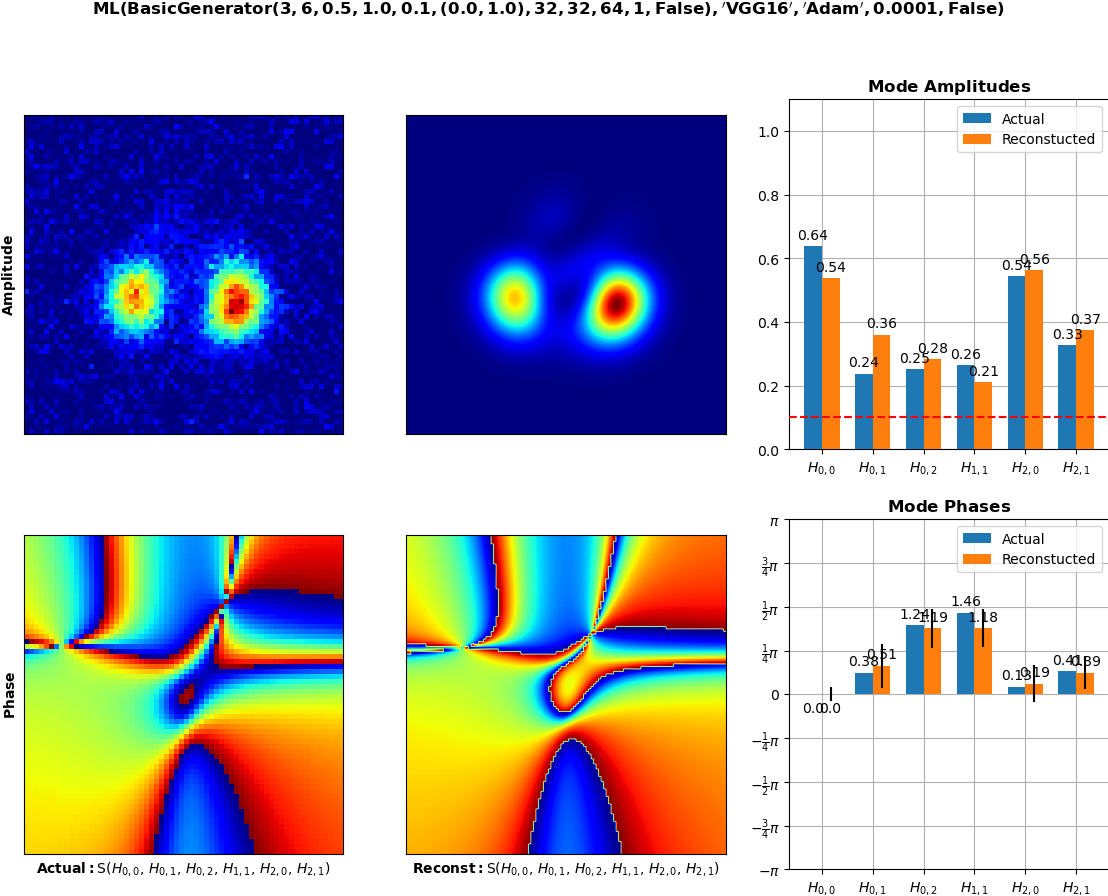 ML(BasicGenerator(3, 6, 0.5, 1.0, 0.1, (0.0, 1.0), 32, 32, 64, 1, False), 'VGG16', 'Adam', 0.0001, False)
Amplitude
Mode Amplitudes
Actual
Reconstucted
1.0
0.8
0.6
0.4
0.2
0.0
0.64
0.54
0.24
0.36
0.25
0.28
0.26
0.21
0.54
0.56
0.33
0.37
H0,0 H0,1 H0,2 H1,1 H2,0 H2,1
Phase
Mode Phases
Actual
Reconstucted
π
3/4π
1/2π
1/4π
0
−1/4π
−1/2π
−3/4π
−π
0.0
0.0
0.38
0.51
1.24
1.19
1.46
1.18
0.13
0.19
0.41
0.39
H0,0 H0,1 H0,2 H1,1 H2,0 H2,1
Actual: S(H0,0, H0,1, H0,2, H1,1, H2,0, H2,1)
Reconst: S(H0,0, H0,1, H0,2, H1,1, H2,0, H2,1)